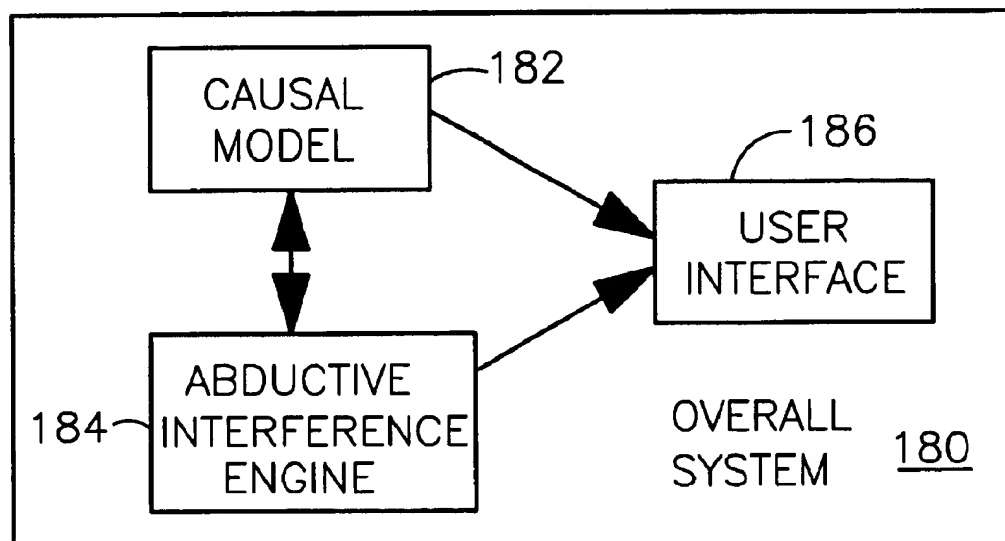 CAUSAL
MODEL
182
186
USER
INTERFACE
184
ABDUCTIVE
INTERFERENCE
ENGINE
OVERALL
SYSTEM
180